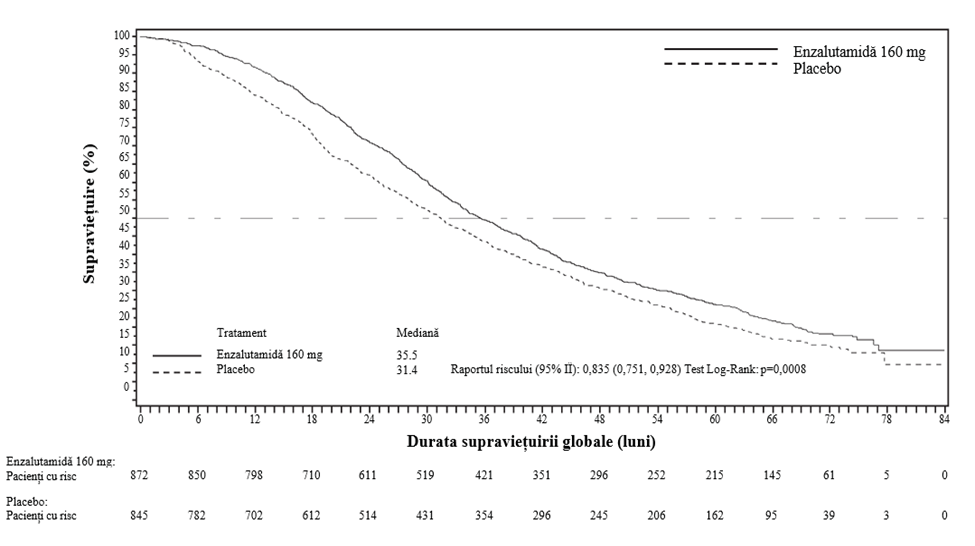 Supraviețuire (%)
100
95
90
85
80
75
70
65
60
55
50
45
40
35
30
25
20
15
10
5
0
Enzalutamidă 160 mg
Placebo
Tratament Mediană
Enzalutamidă 160 mg 35.5
Placebo 31.4 Raportul riscului (95% IÎ): 0,835 (0,751, 0,928) Test Log-Rank: p=0,0008
0 6 12 18 24 30 36 42 48 54 60 66 72 78 84
Durata supraviețuirii globale (luni)
Enzalutamidă 160 mg:
Pacienți cu risc 872 850 798 710 611 519 421 351 296 252 215 145 61 5 0
Placebo:
Pacienți cu risc 845 782 702 612 514 431 354 296 245 206 162 95 39 3 0